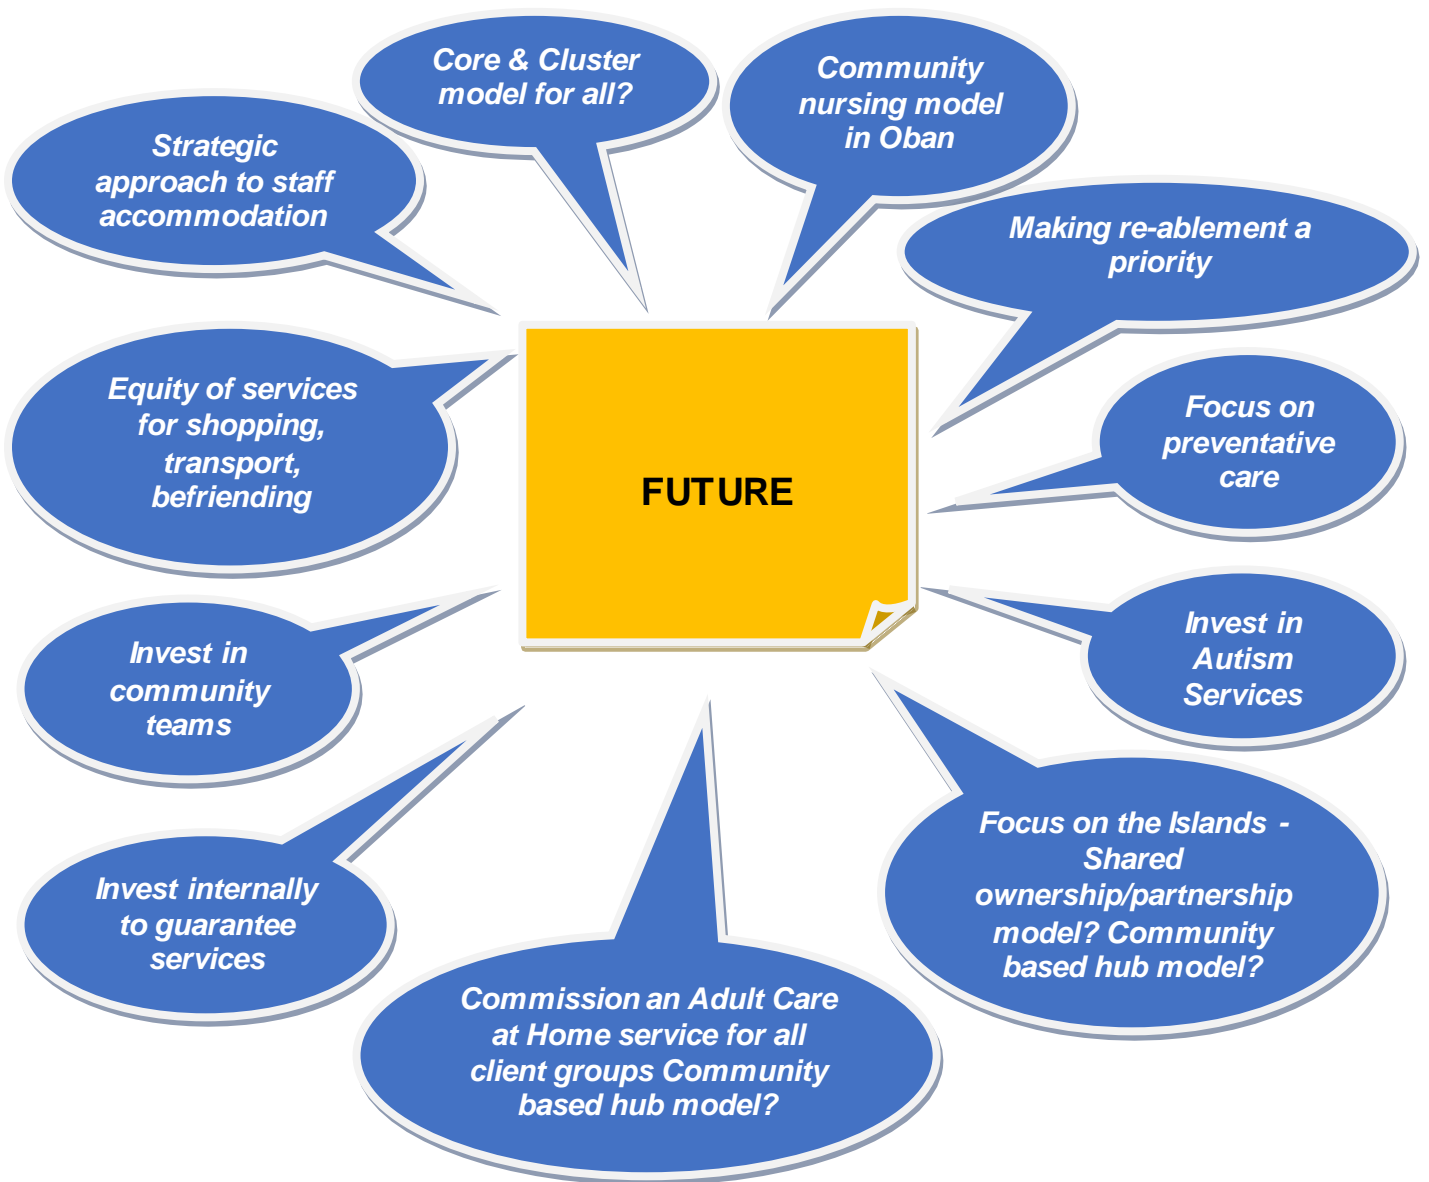 Core & Cluster
model for all?
Community
nursing model
in Oban
Strategic
approach to staff
accommodation
Making re-ablement a
priority
Equity of services
for shopping,
transport,
befriending
FUTURE
Focus on
preventative
care
Invest in
community
teams
Invest in
Autism
Services
Invest internally
to guarantee
services
Commission an Adult Care
at Home service for all
client groups Community
based hub model?
Focus on the Islands -
Shared
ownership/partnership
model? Community
based hub model?